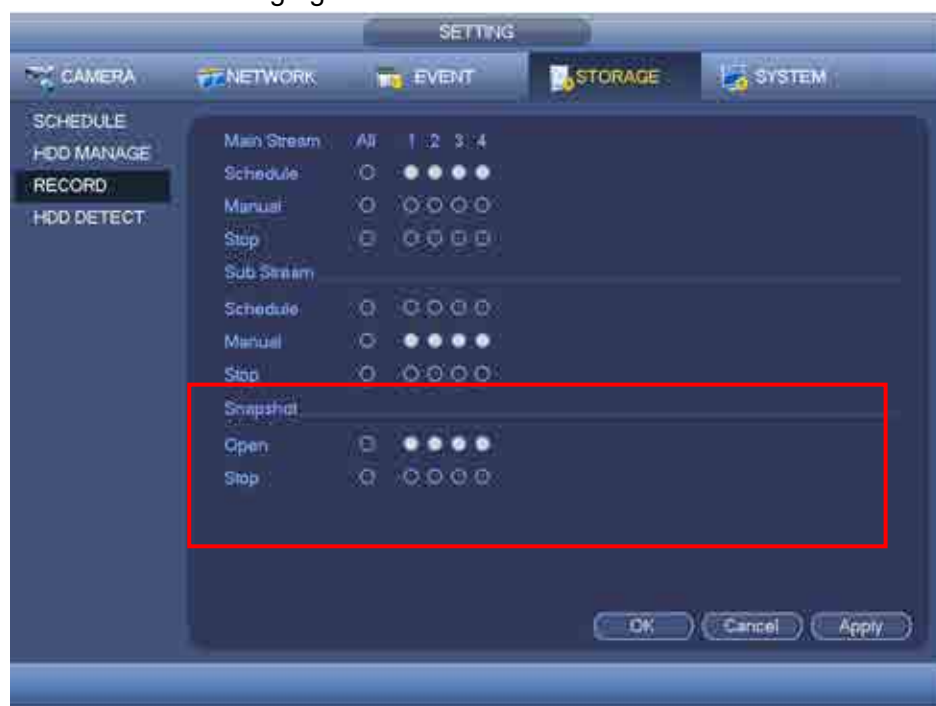 SETTING
CAMERA NETWORK EVENT STORAGE SYSTEM
SCHEDULE
HDD MANAGE
RECORD
HDD DETECT
Main Stream All 1 2 3 4
Schedule
Manual
Stop
Sub Stream
Schedule
Manual
Stop
Snapshot
Open
Stop
OK Cancel Apply